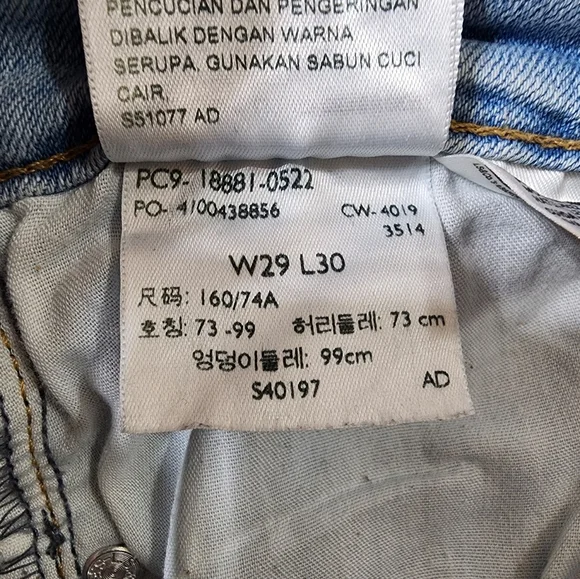 PENCUCIAN DAN PENGERINGAN
DIBALIK DENGAN WARNA
SERUPA. GUNAKAN SABUN CUCI
CAIR.
S51077 AD
PC9- 18881-0522
PO- 4100438856 CW- 4019
3514
W29 L30
尺码: 160/74A
호칭: 73 -99 허리둘레: 73 cm
엉덩이둘레: 99cm
S40197 AD